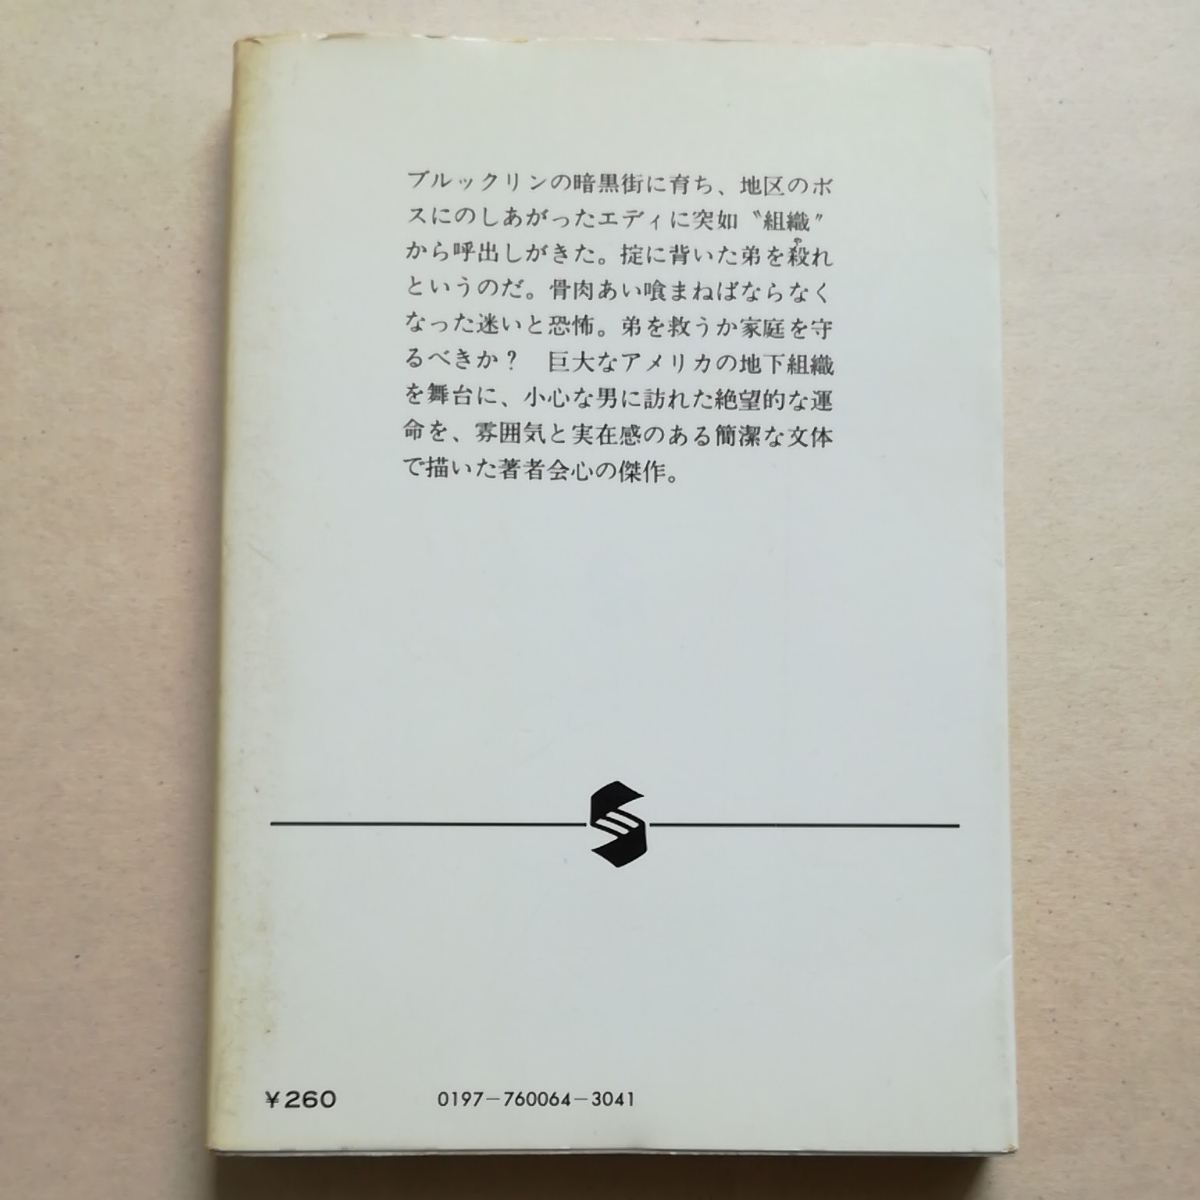 ブルックリンの暗黒街に育ち、地区のボ
スにのしあがったエディに突如〝組織〟
から呼出しがきた。掟に背いた弟を殺れ
というのだ。骨肉あい喰まねばならなく
なった迷いと恐怖。弟を救うか家庭を守
るべきか？　巨大なアメリカの地下組織
を舞台に、小心な男に訪れた絶望的な運
命を、雰囲気と実在感のある簡潔な文体
で描いた著者会心の傑作。
¥260 0197-760064-3041